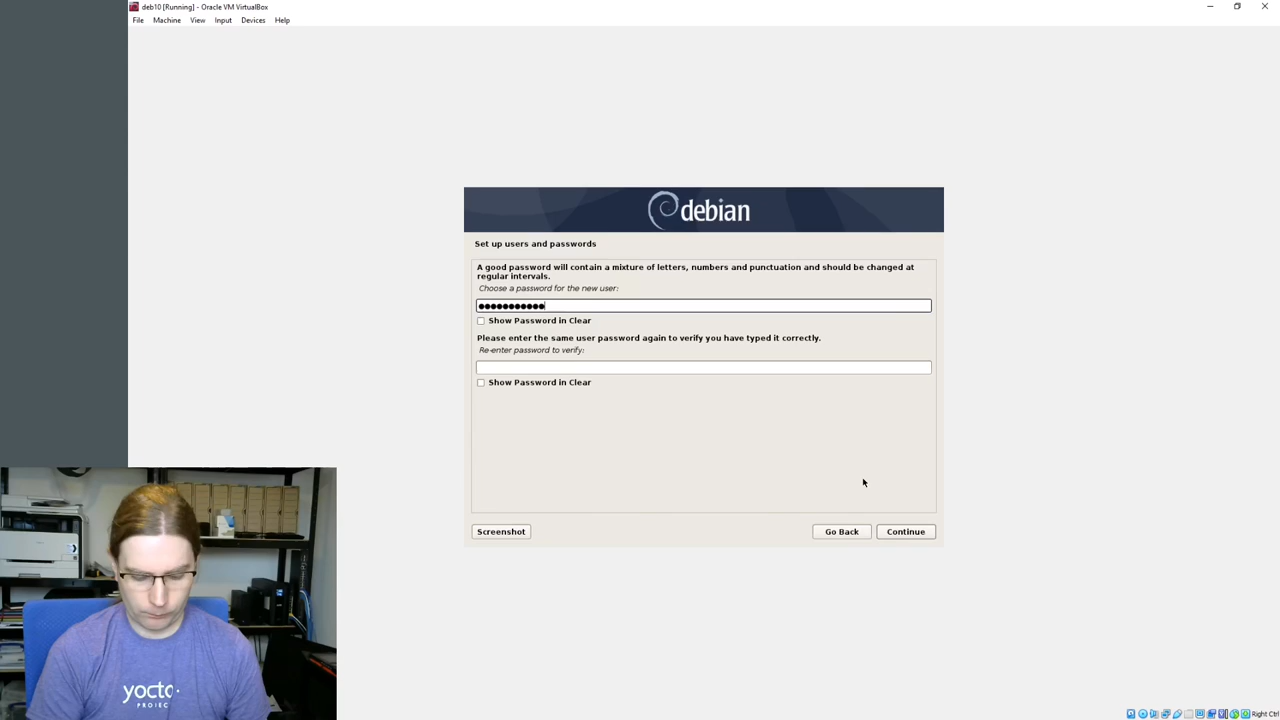 deb10 [Running] - Oracle VM VirtualBox
File Machine View Input Devices Help
debian
Set up users and passwords
A good password will contain a mixture of letters, numbers and punctuation and should be changed at
regular intervals.
Choose a password for the new user:
●●●●●●●●●●●
Show Password in Clear
Please enter the same user password again to verify you have typed it correctly.
Re-enter password to verify:
Show Password in Clear
Screenshot
Go Back
Continue
yocto
PROJECT
Right Ctrl